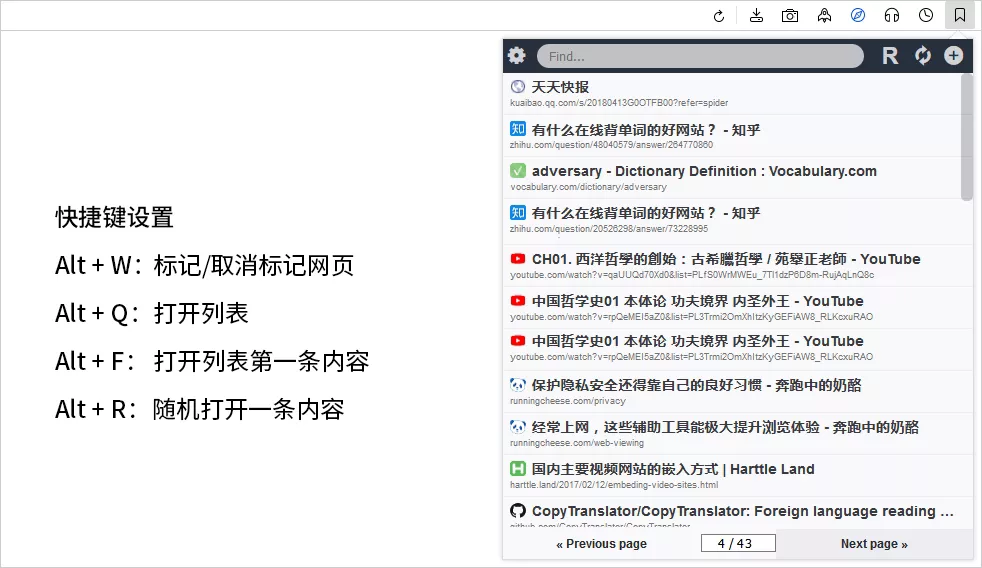 快捷键设置
Alt + W：标记/取消标记网页
Alt + Q：打开列表
Alt + F： 打开列表第一条内容
Alt + R：随机打开一条内容
Find...
R
天天快报
kuaibao.qq.com/s/20180413G0OTFB00?refer=spider
知 有什么在线背单词的好网站？ - 知乎
zhihu.com/question/48040579/answer/264770860
adversary - Dictionary Definition : Vocabulary.com
vocabulary.com/dictionary/adversary
知 有什么在线背单词的好网站？ - 知乎
zhihu.com/question/20526298/answer/73228995
CH01. 西洋哲學的創始：古希臘哲學 / 苑舉正老師 - YouTube
youtube.com/watch?v=qaUUQd70Xd0&list=PLfS0WrMWEu_7Tl1dzP6D8m-RujAqLnQ8c
中国哲学史01 本体论 功夫境界 内圣外王 - YouTube
youtube.com/watch?v=rpQeMEI5aZ0&list=PL3Trmi2OmXhItzKyGEFiAW8_RLKcxuRAO
中国哲学史01 本体论 功夫境界 内圣外王 - YouTube
youtube.com/watch?v=rpQeMEI5aZ0&list=PL3Trmi2OmXhItzKyGEFiAW8_RLKcxuRAO
保护隐私安全还得靠自己的良好习惯 - 奔跑中的奶酪
runningcheese.com/privacy
经常上网，这些辅助工具能极大提升浏览体验 - 奔跑中的奶酪
runningcheese.com/web-viewing
H 国内主要视频网站的嵌入方式 | Harttle Land
harttle.land/2017/02/12/embeding-video-sites.html
CopyTranslator/CopyTranslator: Foreign language reading ...
github.com/CopyTranslator/CopyTranslator
« Previous page
4 / 43
Next page »